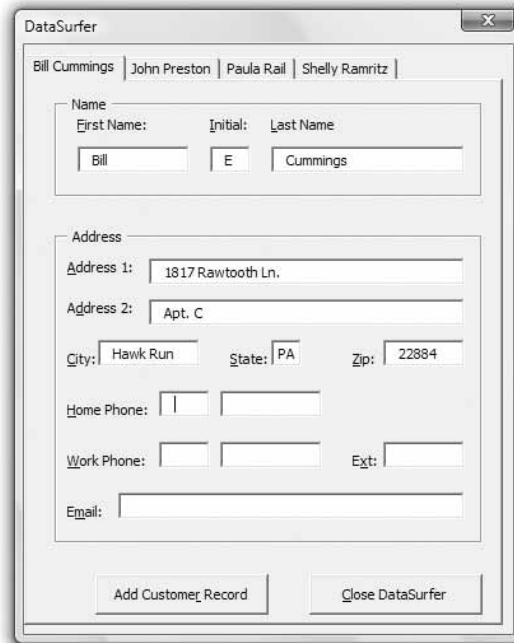 DataSurfer
Bill Cummings John Preston Paula Rail Shelly Ramritz
Name
First Name: Initial: Last Name
Bill E Cummings
Address
Address 1: 1817 Rawtooth Ln.
Address 2: Apt. C
City: Hawk Run State: PA Zip: 22884
Home Phone:
Work Phone: Ext:
Email:
Add Customer Record Close DataSurfer